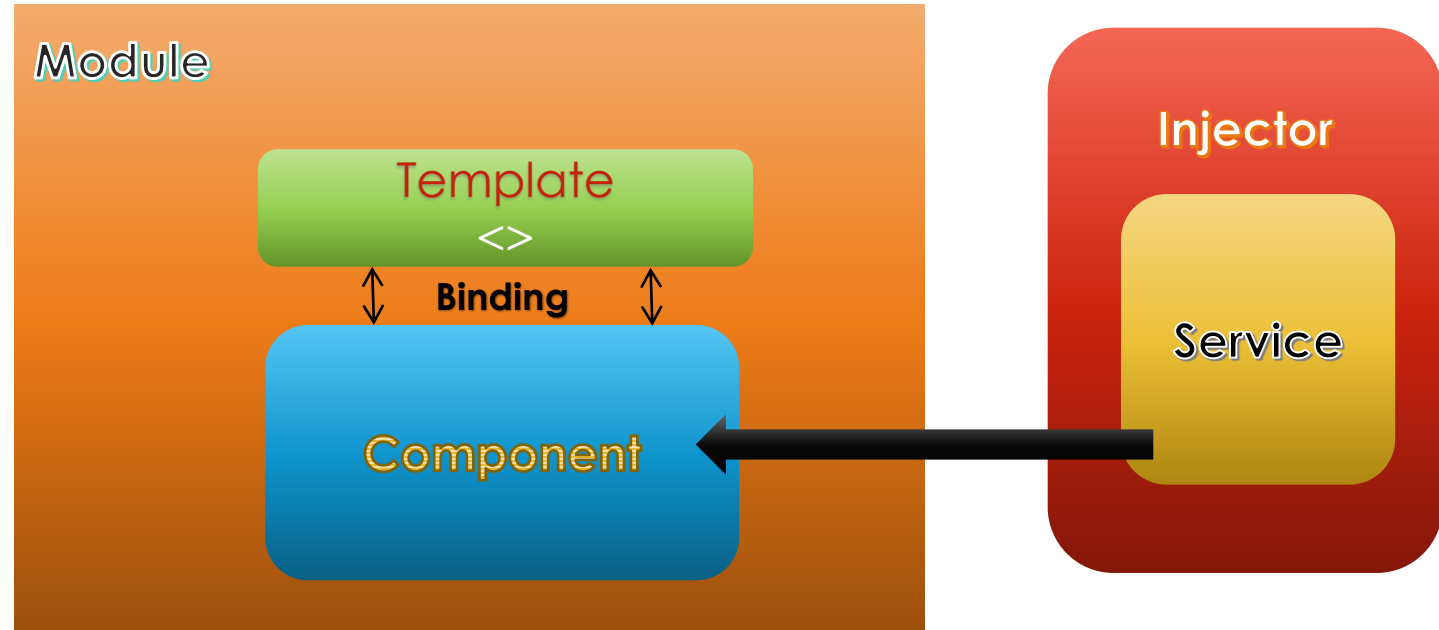 Module
Template
<>
Binding
Component
Injector
Service